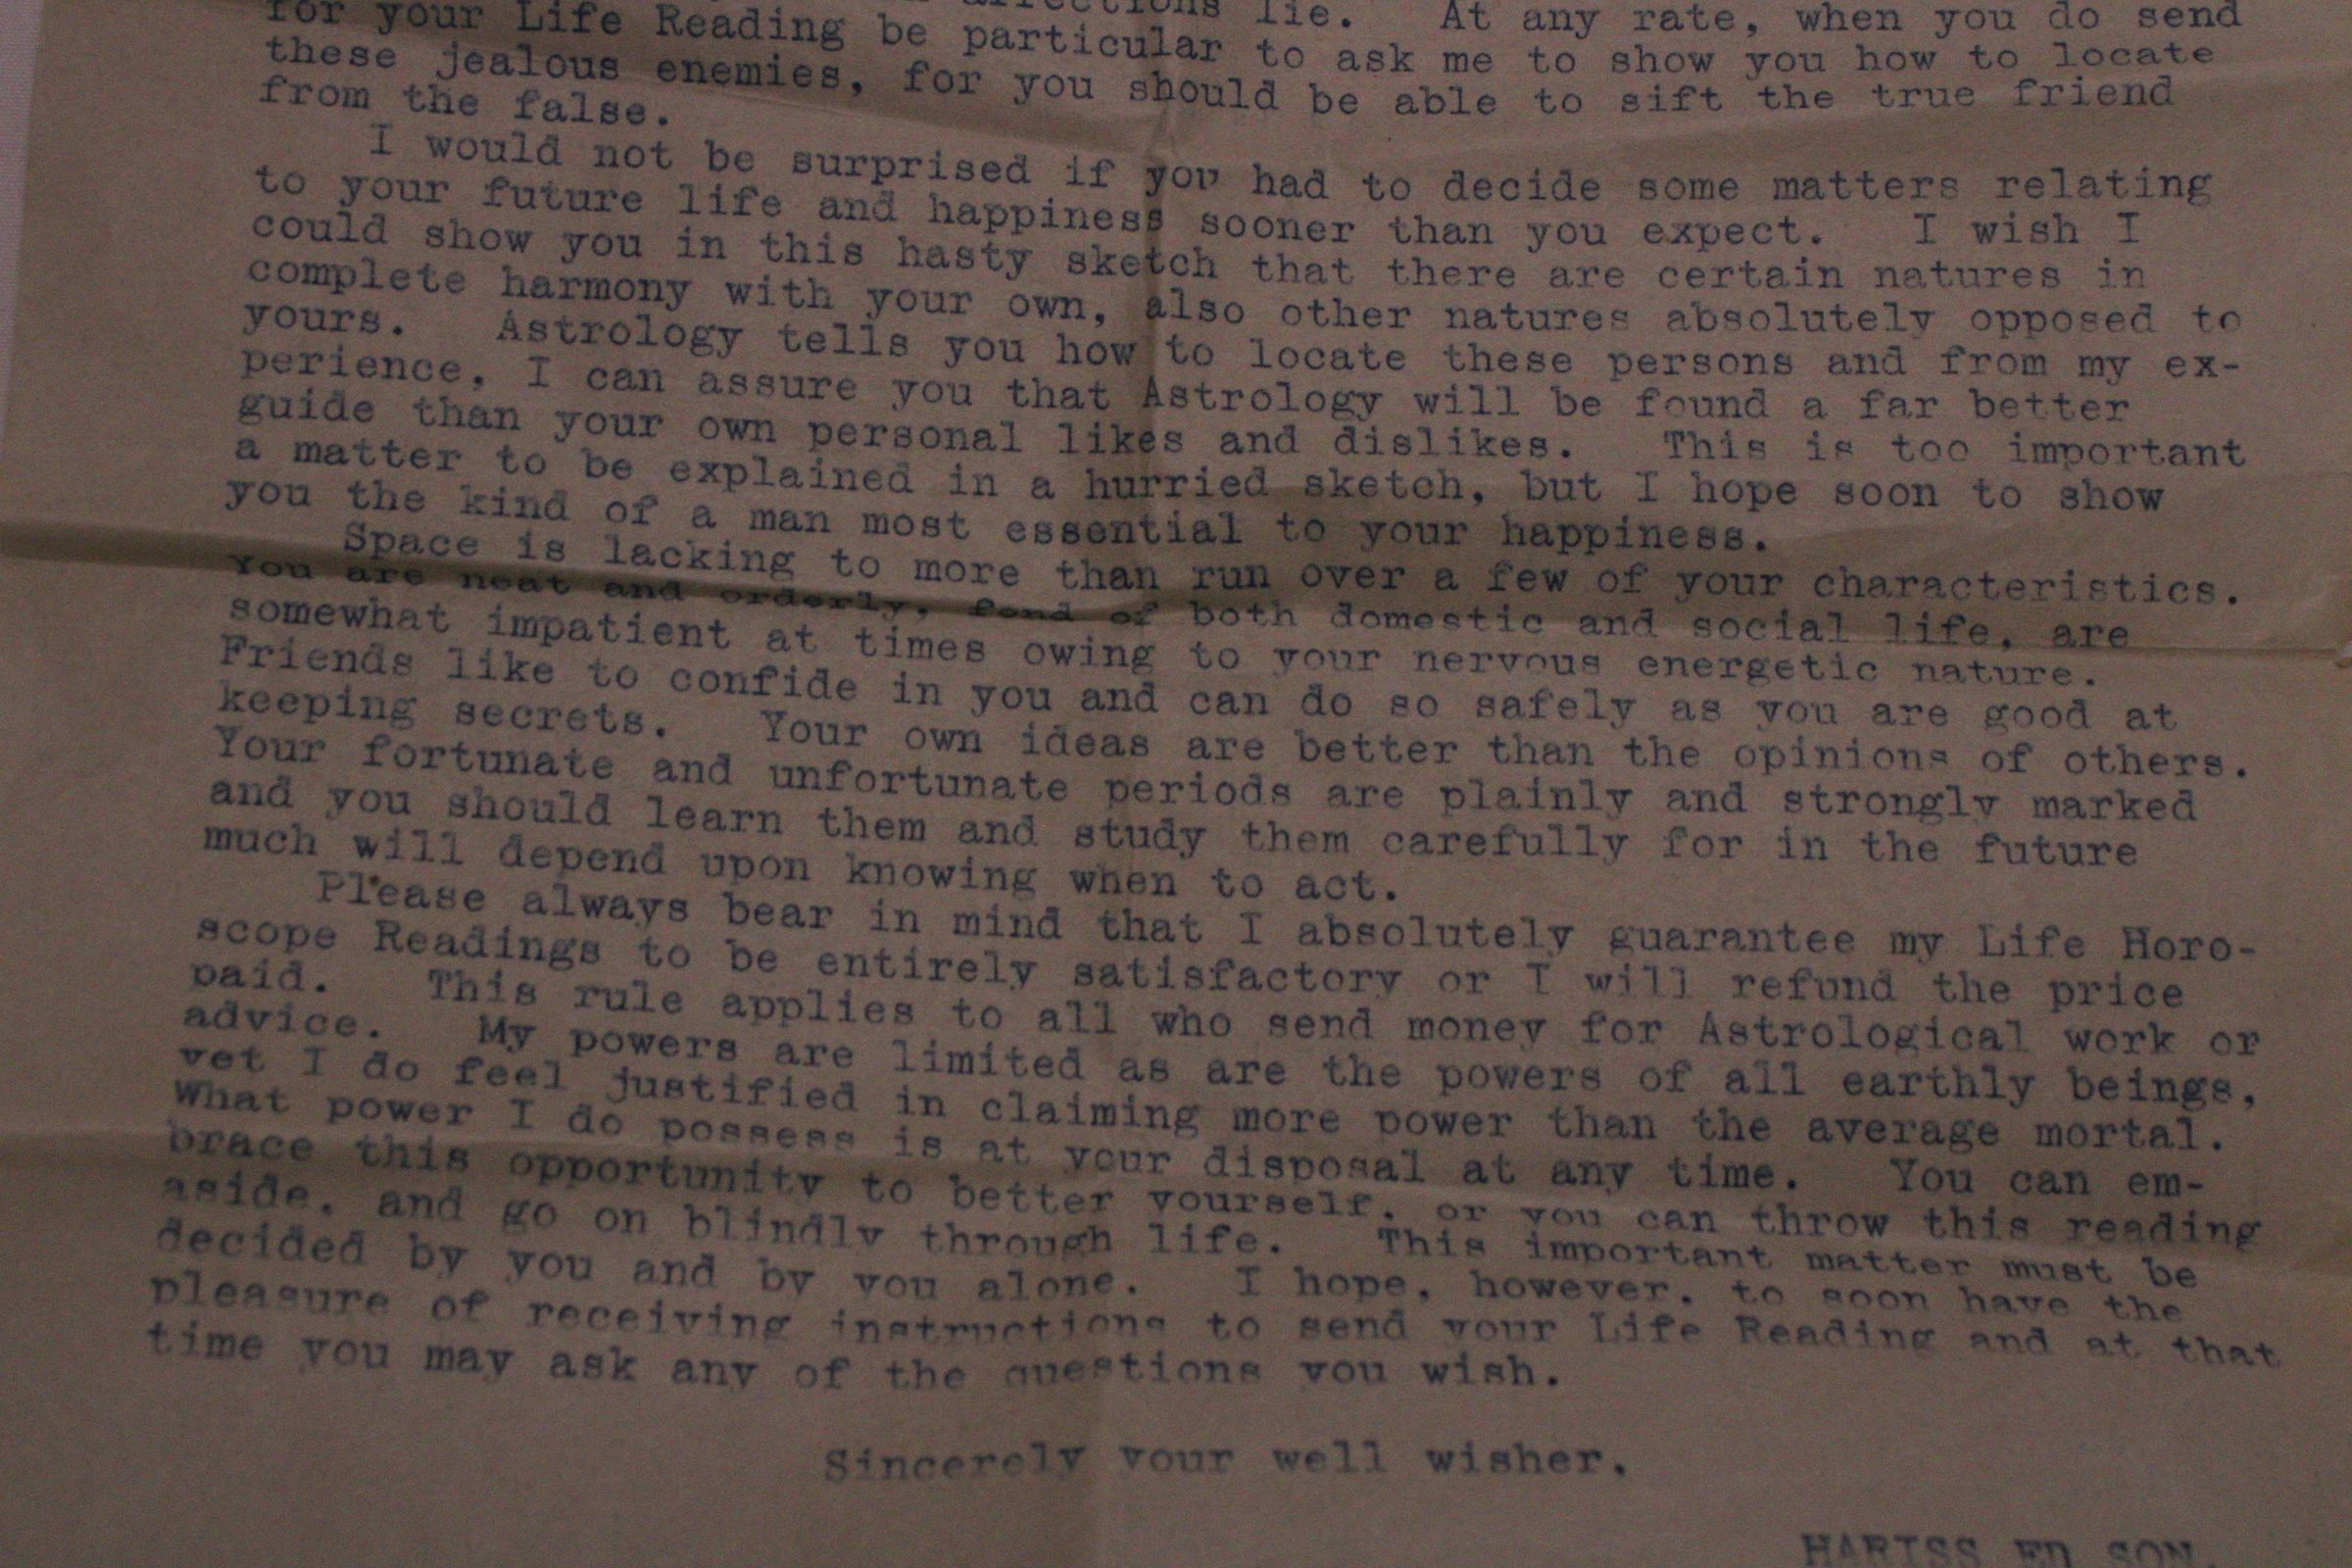 affections lie. At any rate, when you do send
for your Life Reading be particular to ask me to show you how to locate
these jealous enemies, for you should be able to sift the true friend
from the false.
I would not be surprised if you had to decide some matters relating
to your future life and happiness sooner than you expect. I wish I
could show you in this hasty sketch that there are certain natures in
complete harmony with your own, also other natures absolutely opposed to
yours. Astrology tells you how to locate these persons and from my ex-
perience, I can assure you that Astrology will be found a far better
guide than your own personal likes and dislikes. This is too important
a matter to be explained in a hurried sketch, but I hope soon to show
you the kind of a man most essential to your happiness.
Space is lacking to more than run over a few of your characteristics.
You are neat and orderly, fond of both domestic and social life, are
somewhat impatient at times owing to your nervous energetic nature.
Friends like to confide in you and can do so safely as you are good at
keeping secrets. Your own ideas are better than the opinions of others.
Your fortunate and unfortunate periods are plainly and strongly marked
and you should learn them and study them carefully for in the future
much will depend upon knowing when to act.
Please always bear in mind that I absolutely guarantee my Life Horo-
scope Readings to be entirely satisfactory or I will refund the price
paid. This rule applies to all who send money for Astrological work or
advice. My powers are limited as are the powers of all earthly beings,
yet I do feel justified in claiming more power than the average mortal.
What power I do possess is at your disposal at any time. You can em-
brace this opportunity to better yourself, or you can throw this reading
aside, and go on blindly through life. This important matter must be
decided by you and by you alone. I hope, however, to soon have the
pleasure of receiving instructions to send your Life Reading and at that
time you may ask any of the questions you wish.
Sincerely your well wisher.